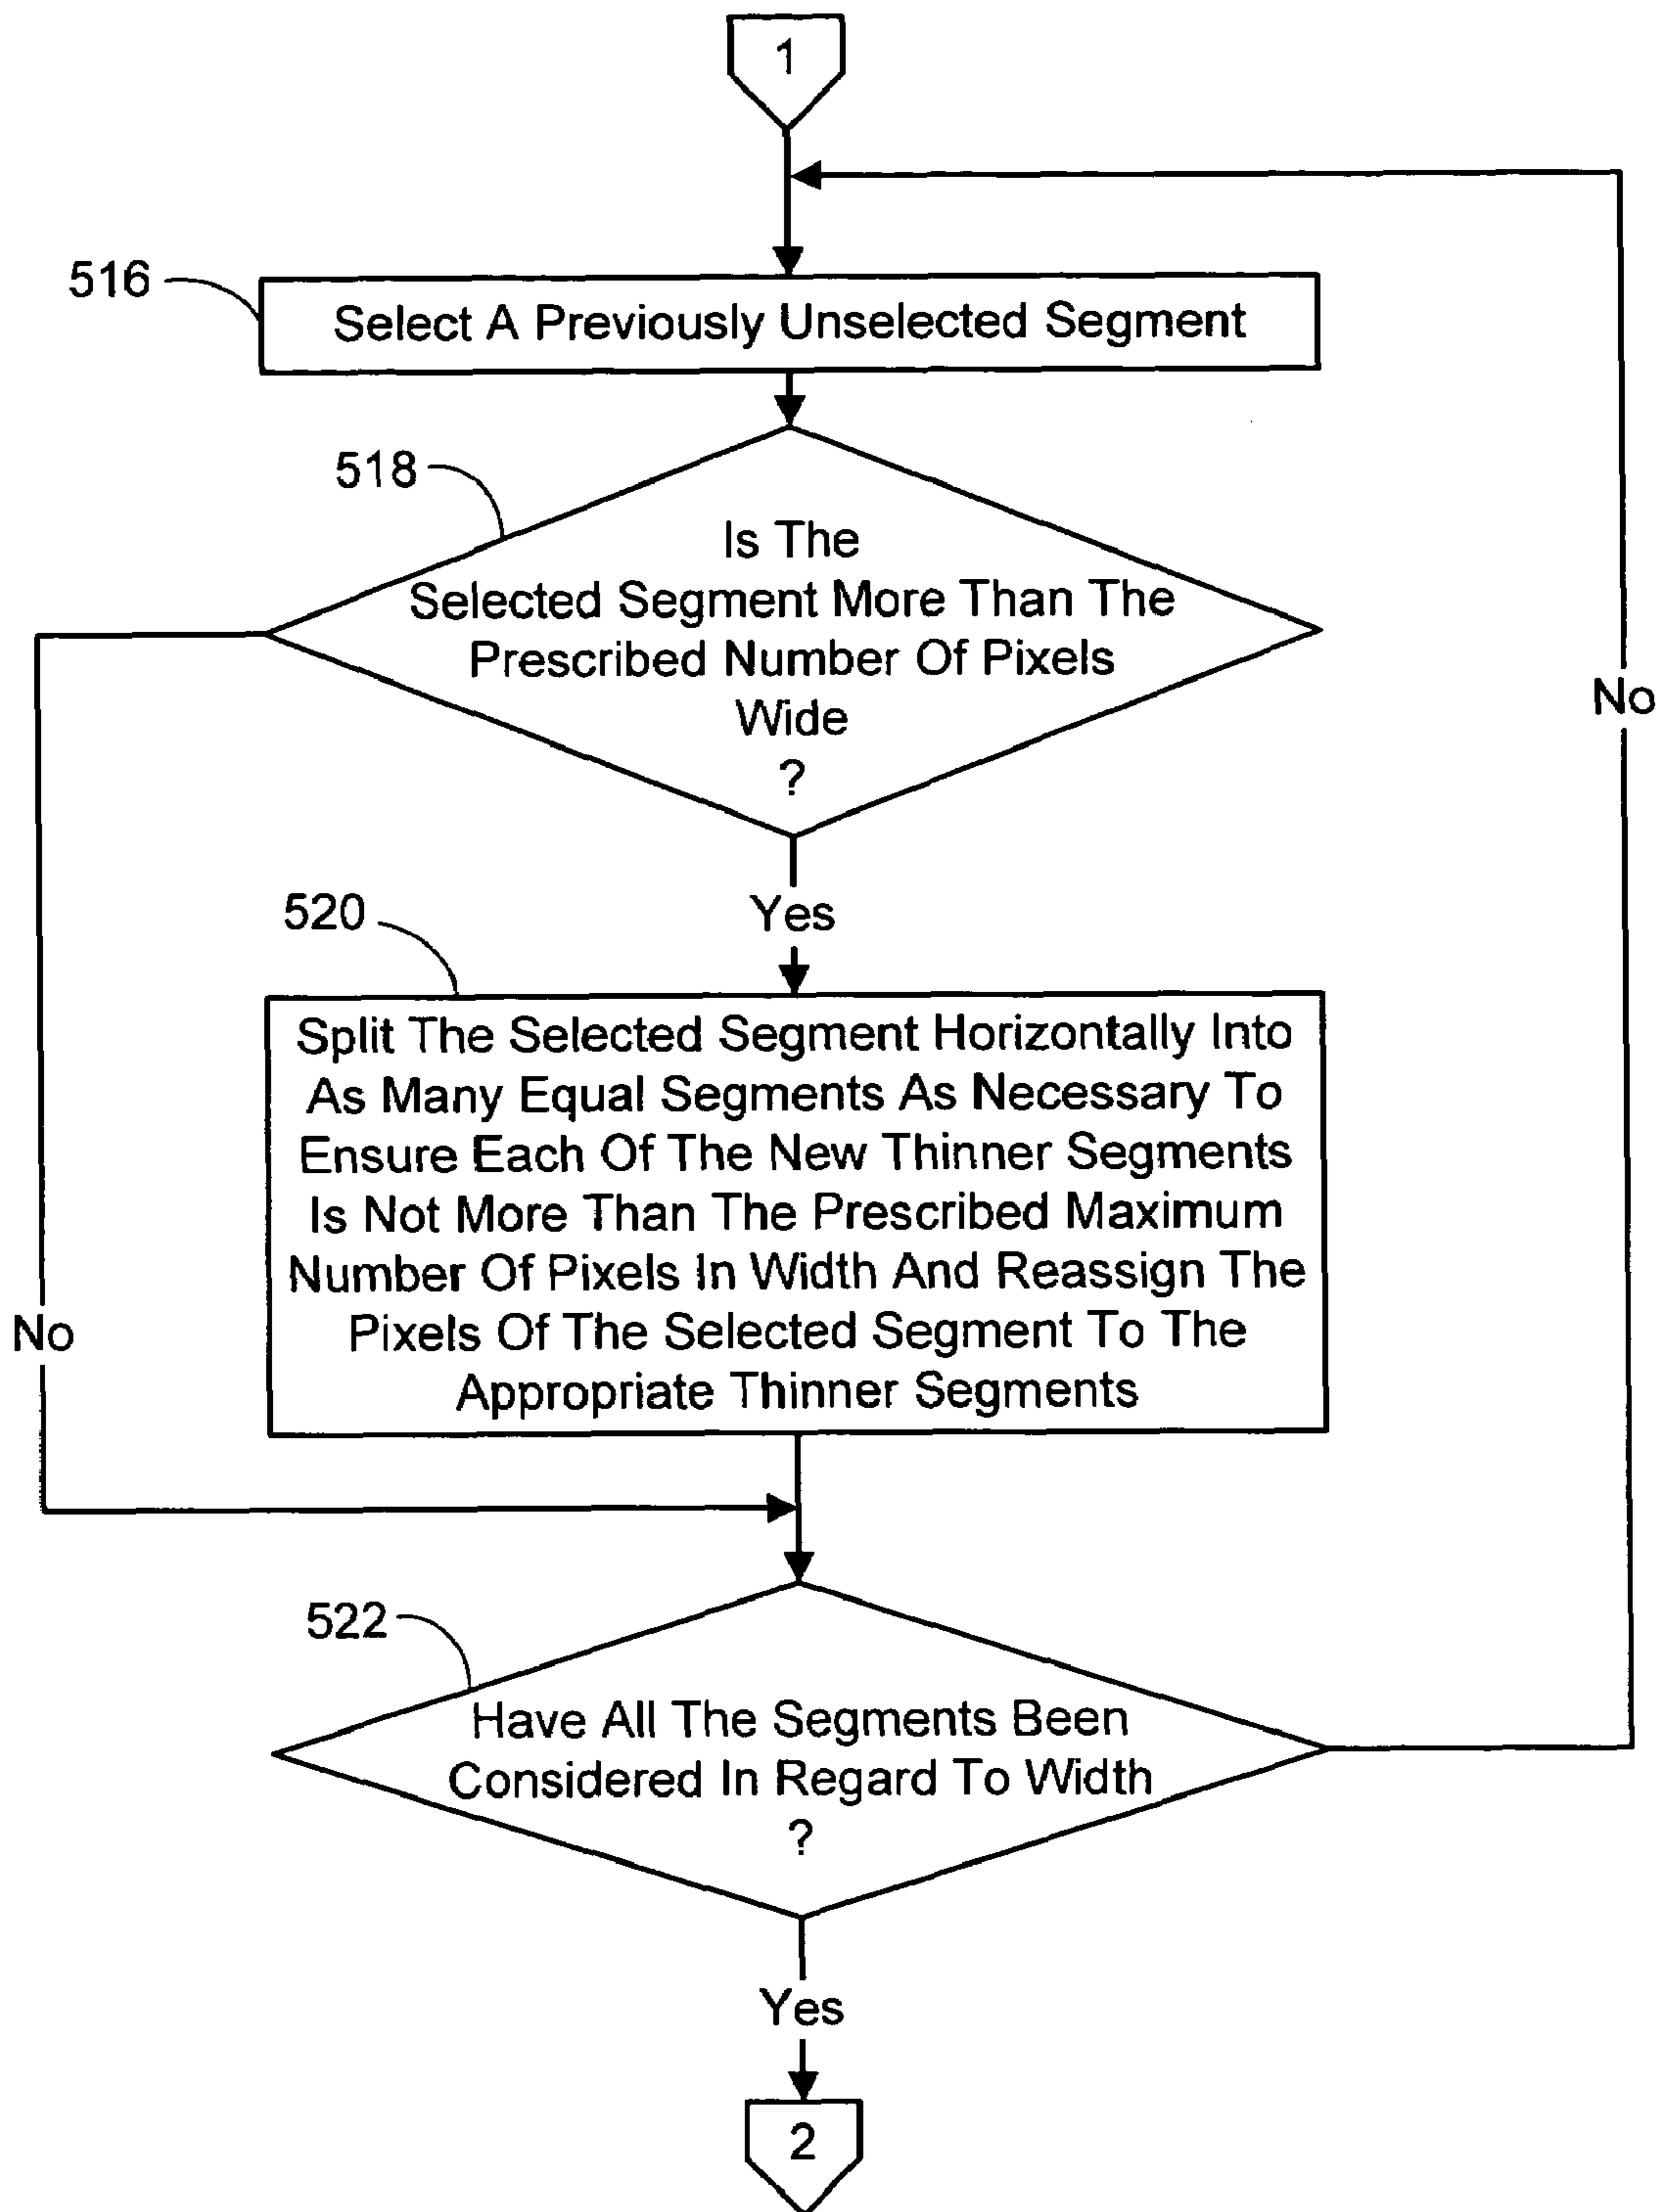 1
516
Select A Previously Unselected Segment
518
Is The
Selected Segment More Than The
Prescribed Number Of Pixels
Wide
?
No
Yes
520
Split The Selected Segment Horizontally Into
As Many Equal Segments As Necessary To
Ensure Each Of The New Thinner Segments
Is Not More Than The Prescribed Maximum
Number Of Pixels In Width And Reassign The
Pixels Of The Selected Segment To The
Appropriate Thinner Segments
No
522
Have All The Segments Been
Considered In Regard To Width
?
Yes
2